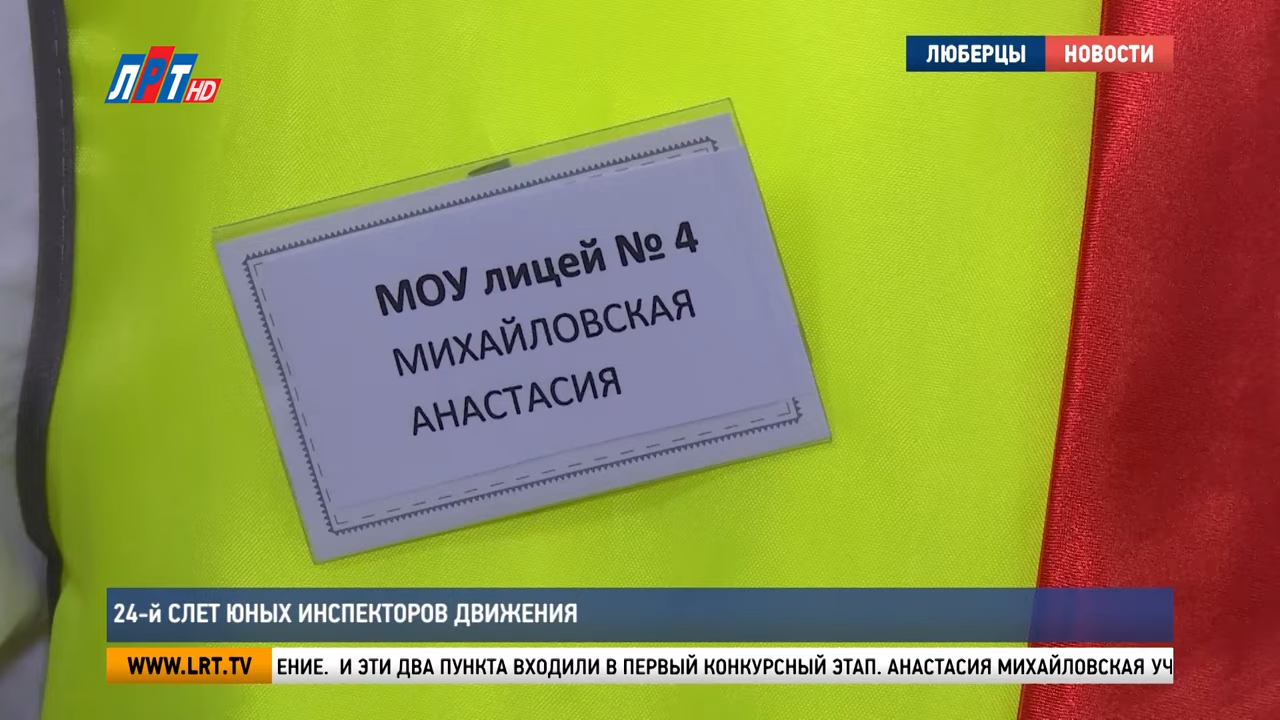 ЛРТ HD
ЛЮБЕРЦЫ НОВОСТИ
МОУ лицей № 4
МИХАЙЛОВСКАЯ
АНАСТАСИЯ
24-й СЛЕТ ЮНЫХ ИНСПЕКТОРОВ ДВИЖЕНИЯ
WWW.LRT.TV ЕНИЕ. И ЭТИ ДВА ПУНКТА ВХОДИЛИ В ПЕРВЫЙ КОНКУРСНЫЙ ЭТАП. АНАСТАСИЯ МИХАЙЛОВСКАЯ УЧ